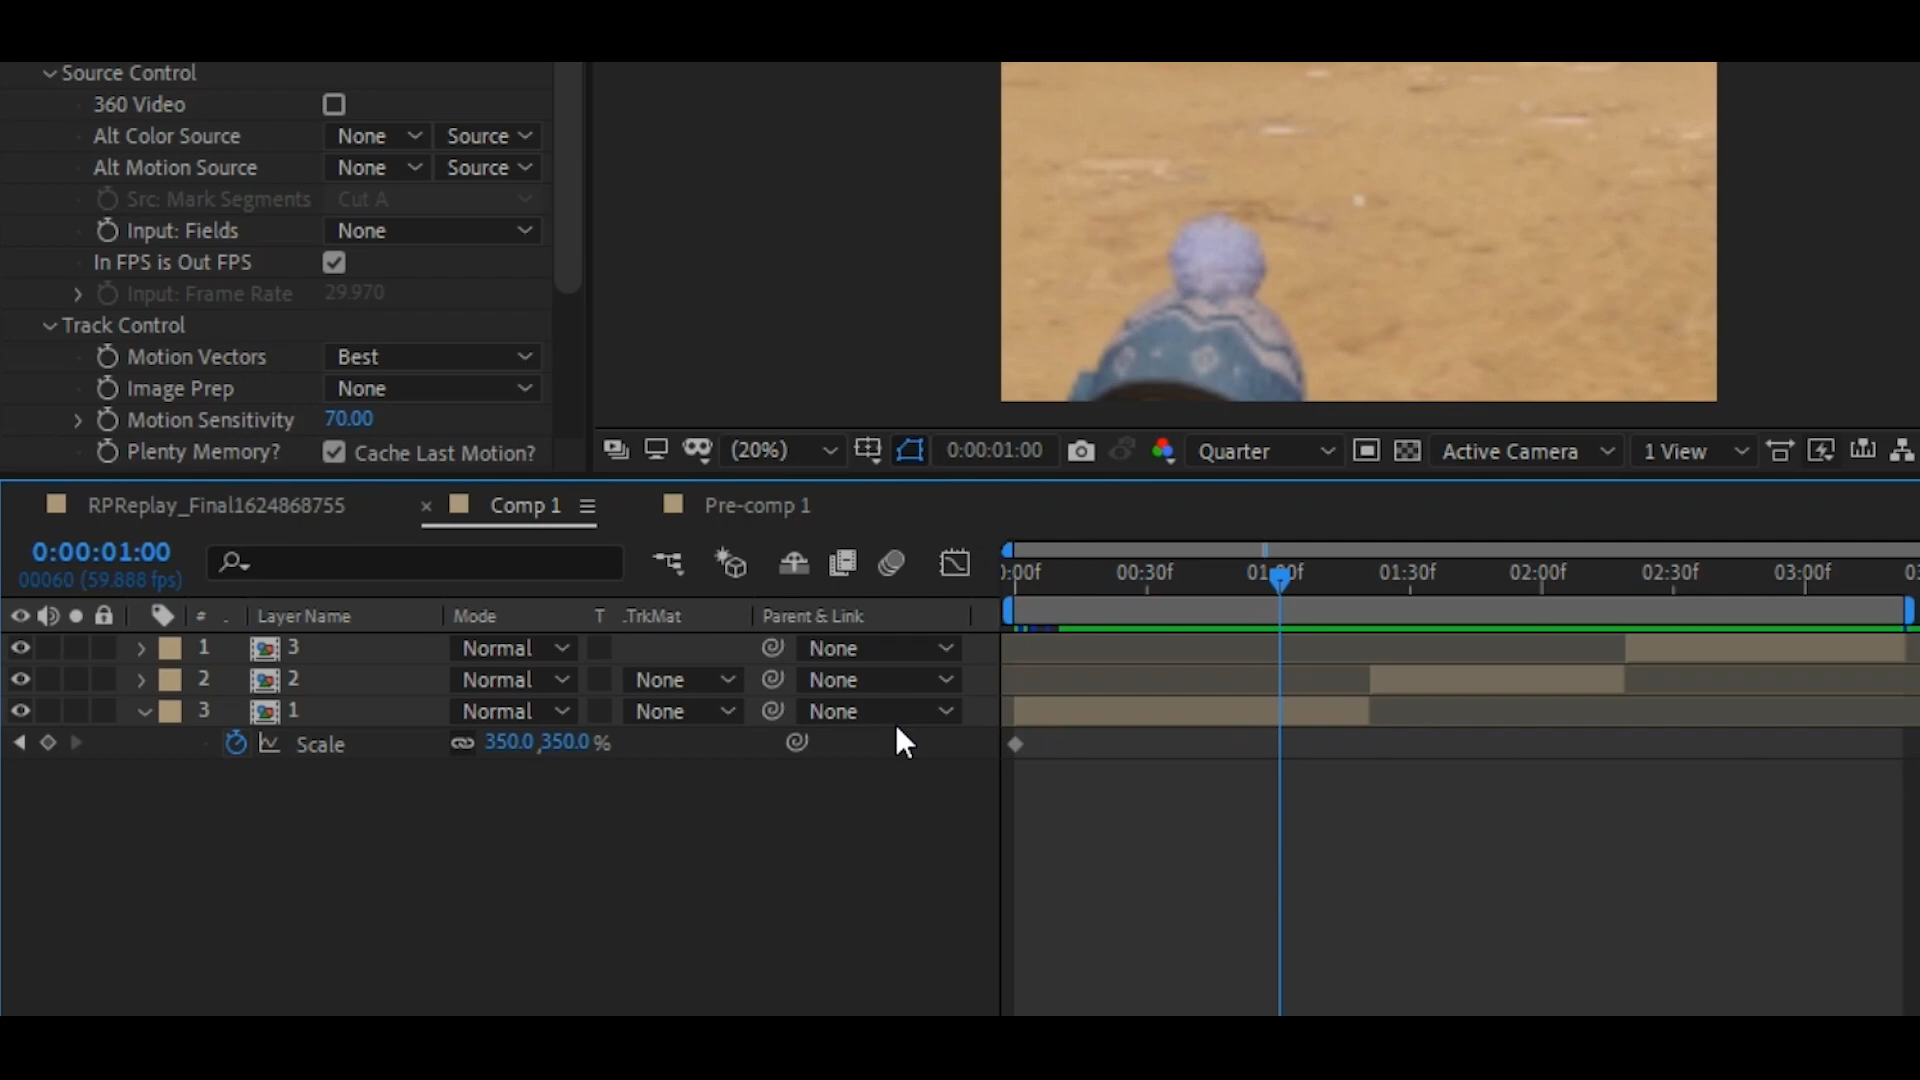 Source Control
360 Video
Alt Color Source None Source
Alt Motion Source None Source
Src: Mark Segments Cut A
Input: Fields None
In FPS is Out FPS
Input: Frame Rate 29.970
Track Control
Motion Vectors Best
Image Prep None
Motion Sensitivity 70.00
Plenty Memory? Cache Last Motion?
(20%) 0:00:01:00 Quarter Active Camera 1 View
RPReplay_Final1624868755 × Comp 1 Pre-comp 1
0:00:01:00
00060 (59.888 fps)
):00f 00:30f 01:00f 01:30f 02:00f 02:30f 03:00f 03
# . Layer Name Mode T .TrkMat Parent & Link
1 3 Normal None
2 2 Normal None None
3 1 Normal None None
Scale 350.0,350.0 %